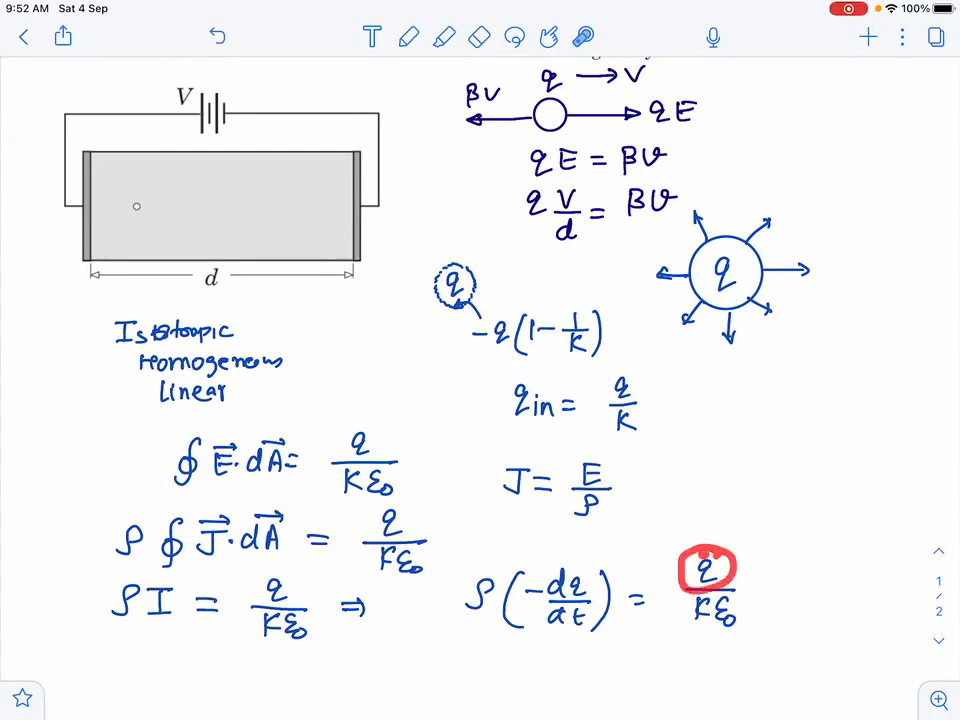 9:52 AM Sat 4 Sep 100%
T
V
d
q → V
βV qE
qE = βv
q V/d = βv
q
q
-q(1 - 1/K)
Isotropic
Homogeneous
Linear
q in = q/K
∮ E⃗ · dA⃗ = q/Kε₀
J = E/ρ
ρ ∮ J⃗ · dA⃗ = q/Kε₀
ρ I = q/Kε₀ ⇒ ρ(-dq/dt) = q/Kε₀
1
/
2